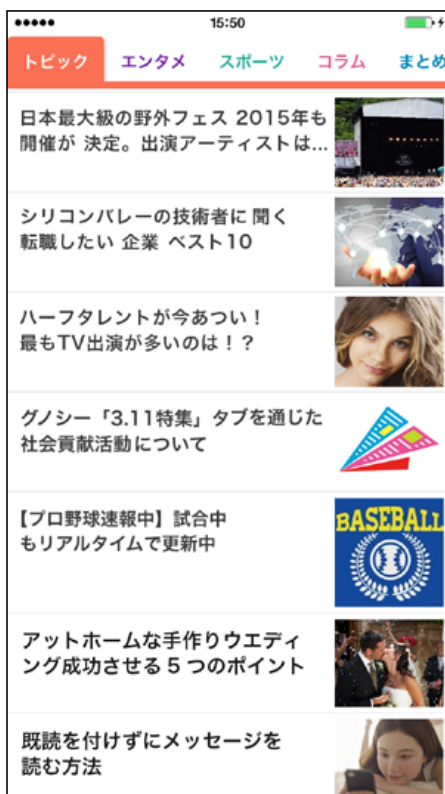 15:50
トピック エンタメ スポーツ コラム まとめ
日本最大級の野外フェス 2015年も
開催が 決定。出演アーティストは...
シリコンバレーの技術者に 聞く
転職したい 企業 ベスト10
ハーフタレントが今あつい！
最もTV出演が多いのは！？
グノシー「3.11特集」タブを通じた
社会貢献活動について
【プロ野球速報中】試合中
もリアルタイムで更新中
BASEBALL
アットホームな手作りウエディ
ング成功させる５つのポイント
既読を付けずにメッセージを
読む方法